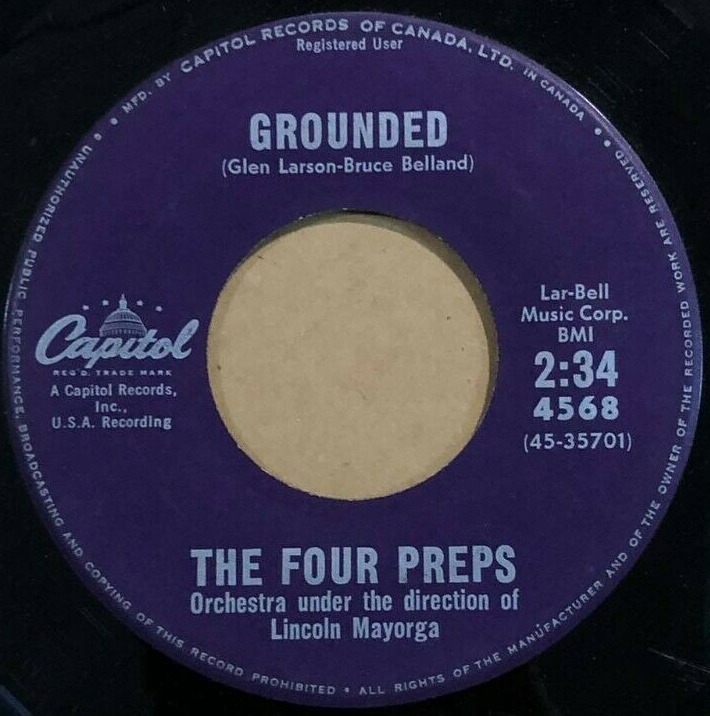 MFD. BY CAPITOL RECORDS OF CANADA, LTD. IN CANADA
Registered User
GROUNDED
(Glen Larson-Bruce Belland)
Capitol
REG'D. TRADE MARK
A Capitol Records,
Inc.,
U.S.A. Recording
Lar-Bell
Music Corp.
BMI
2:34
4568
(45-35701)
THE FOUR PREPS
Orchestra under the direction of
Lincoln Mayorga
UNAUTHORIZED PUBLIC PERFORMANCE, BROADCASTING AND COPYING OF THIS RECORD PROHIBITED • ALL RIGHTS OF THE MANUFACTURER AND OF THE OWNER OF THE RECORDED WORK ARE RESERVED